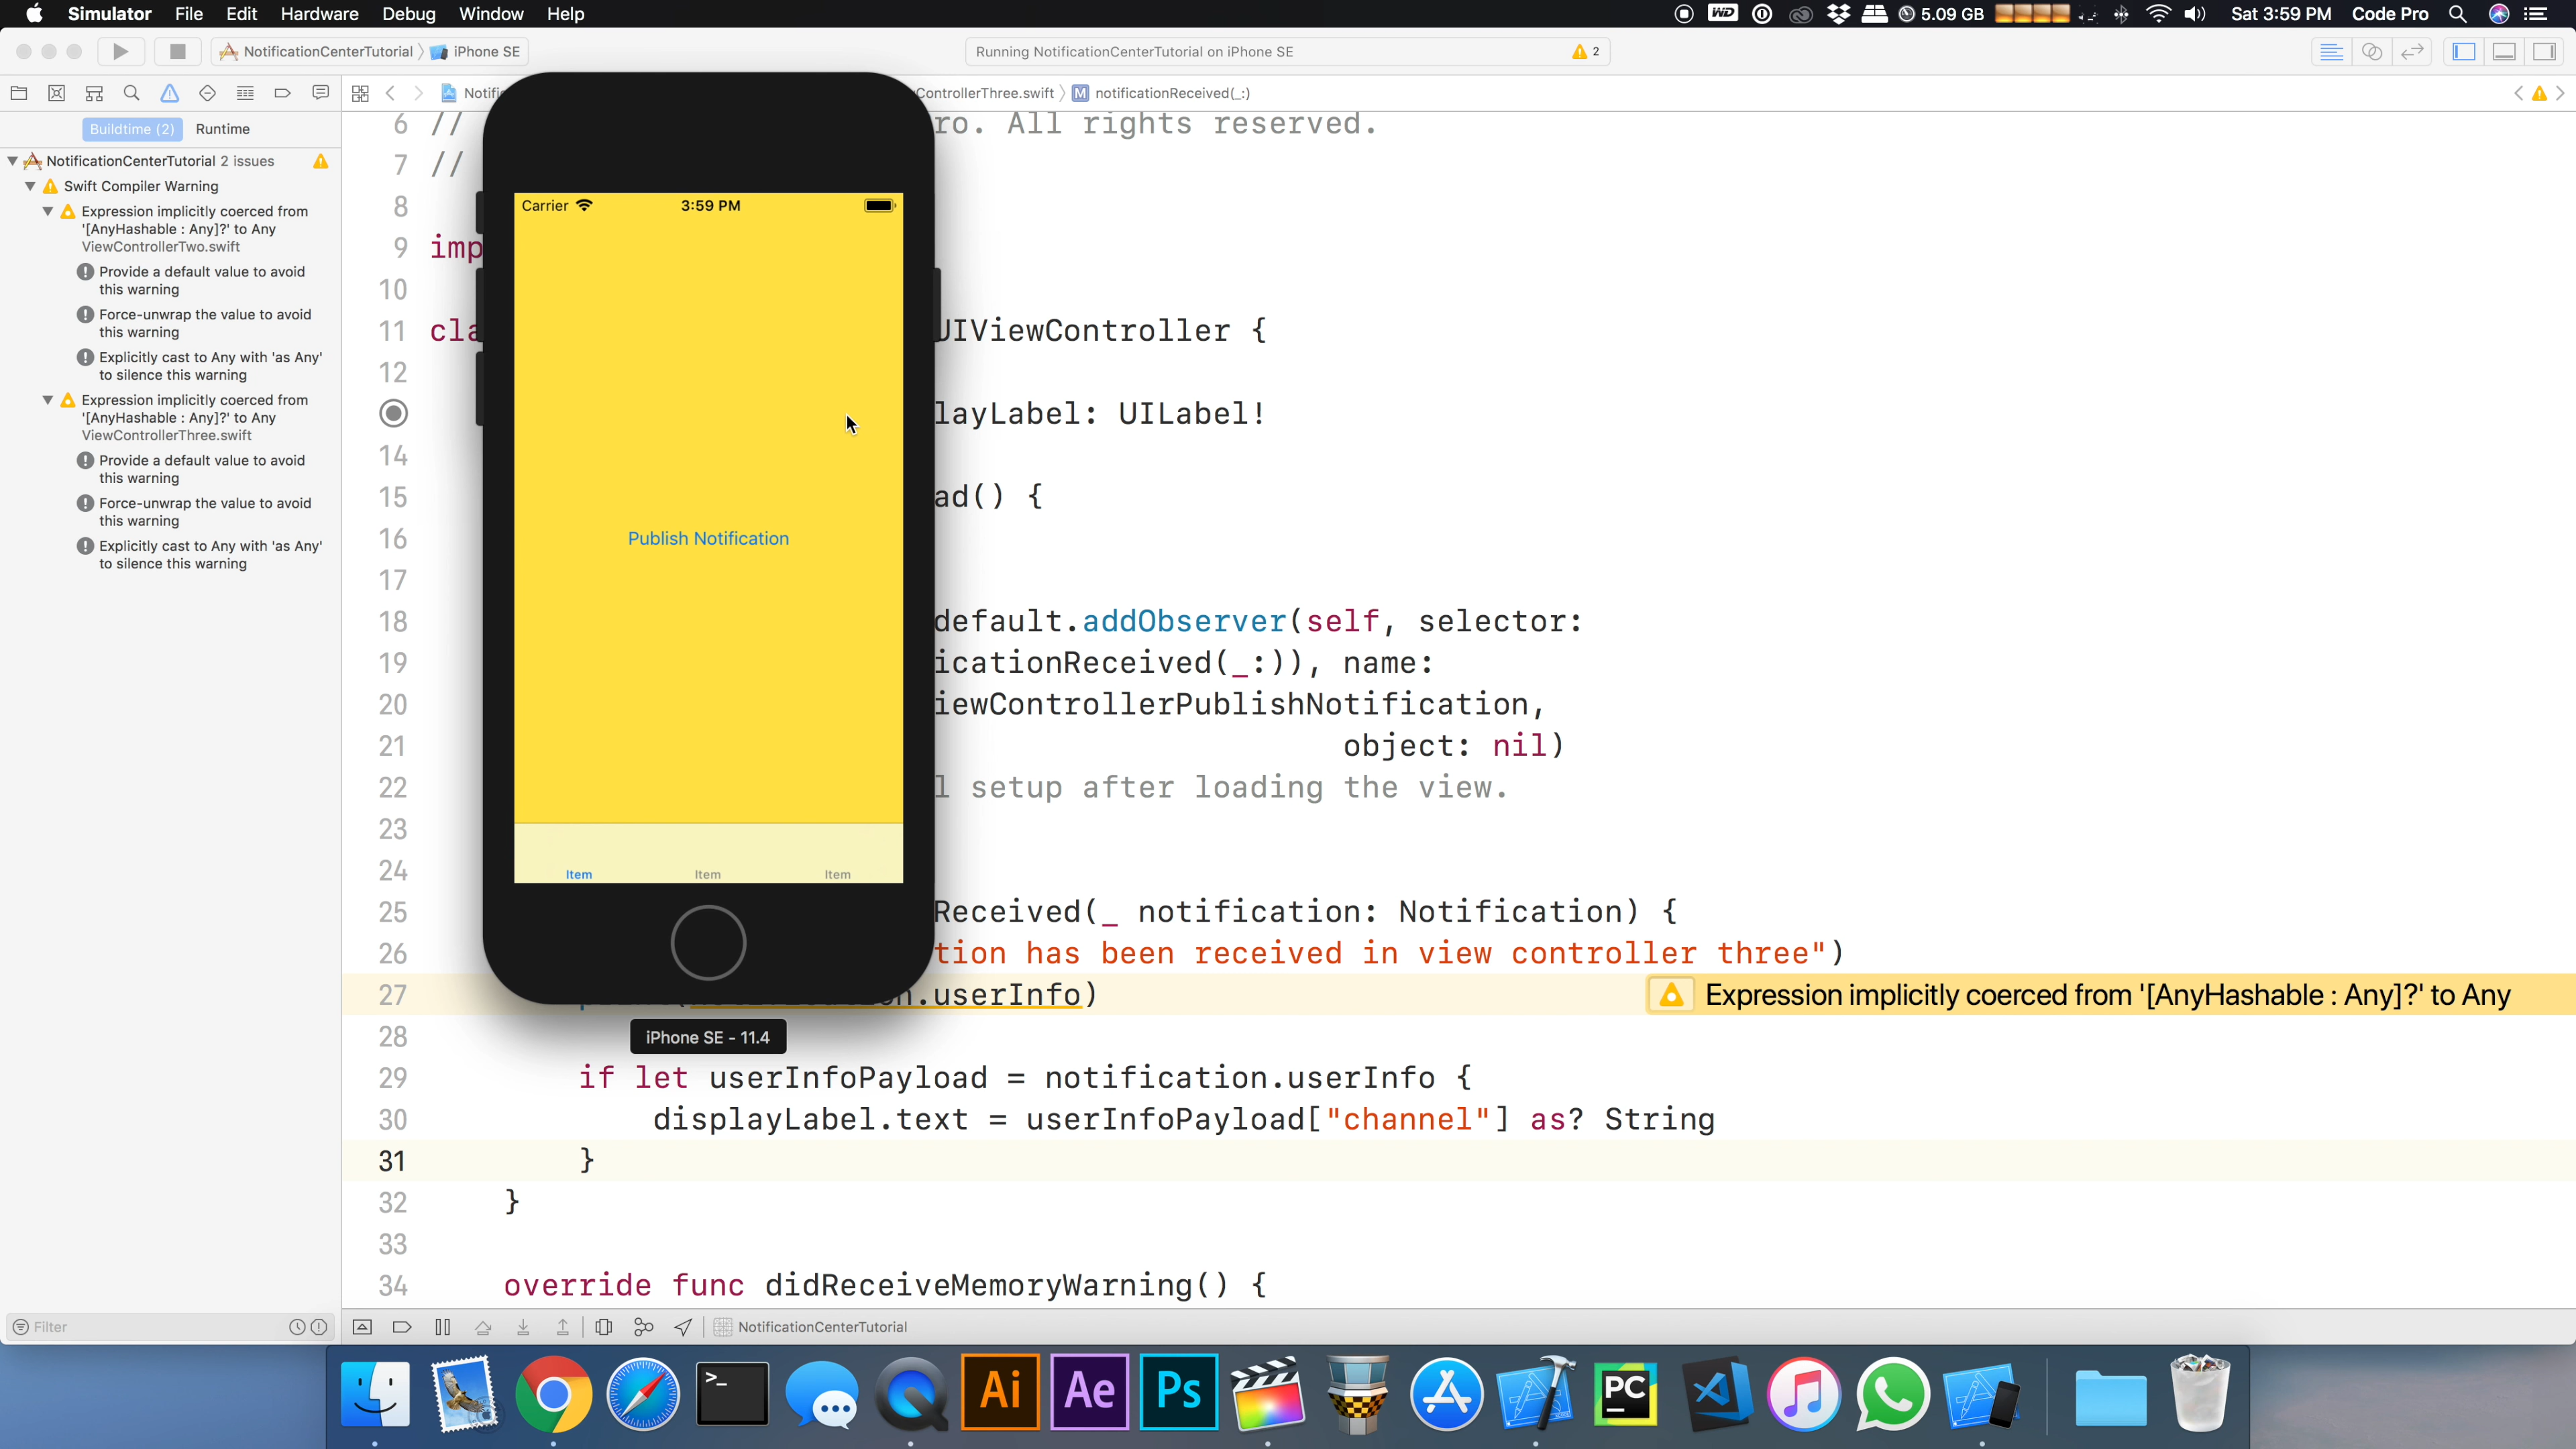 Simulator File Edit Hardware Debug Window Help
WD 5.09 GB Sat 3:59 PM Code Pro
NotificationCenterTutorial iPhone SE
Running NotificationCenterTutorial on iPhone SE 2
Notific
ControllerThree.swift M notificationReceived(_:)
Buildtime (2) Runtime
NotificationCenterTutorial 2 issues
Swift Compiler Warning
Expression implicitly coerced from
'[AnyHashable : Any]?' to Any
ViewControllerTwo.swift
Provide a default value to avoid
this warning
Force-unwrap the value to avoid
this warning
Explicitly cast to Any with 'as Any'
to silence this warning
Expression implicitly coerced from
'[AnyHashable : Any]?' to Any
ViewControllerThree.swift
Provide a default value to avoid
this warning
Force-unwrap the value to avoid
this warning
Explicitly cast to Any with 'as Any'
to silence this warning
Filter
Carrier 3:59 PM
Publish Notification
Item Item Item
iPhone SE - 11.4
6 // ro. All rights reserved.
7 //
8
9 imp
10
11 cla UIViewController {
12
layLabel: UILabel!
14
15 ad() {
16
17
18 default.addObserver(self, selector:
19 icationReceived(_:)), name:
20 iewControllerPublishNotification,
21 object: nil)
22 l setup after loading the view.
23
24
25 Received(_ notification: Notification) {
26 tion has been received in view controller three")
27 .userInfo) Expression implicitly coerced from '[AnyHashable : Any]?' to Any
28
29 if let userInfoPayload = notification.userInfo {
30 displayLabel.text = userInfoPayload["channel"] as? String
31 }
32 }
33
34 override func didReceiveMemoryWarning() {
NotificationCenterTutorial
>_ Ai Ae Ps PC